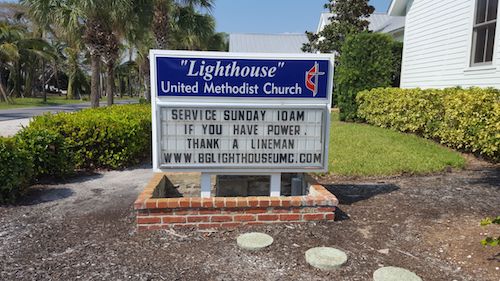 "Lighthouse"
United Methodist Church
SERVICE SUNDAY 10AM
IF YOU HAVE POWER.
THANK A LINEMAN
WWW.BGLIGHTHOUSEUMC.COM